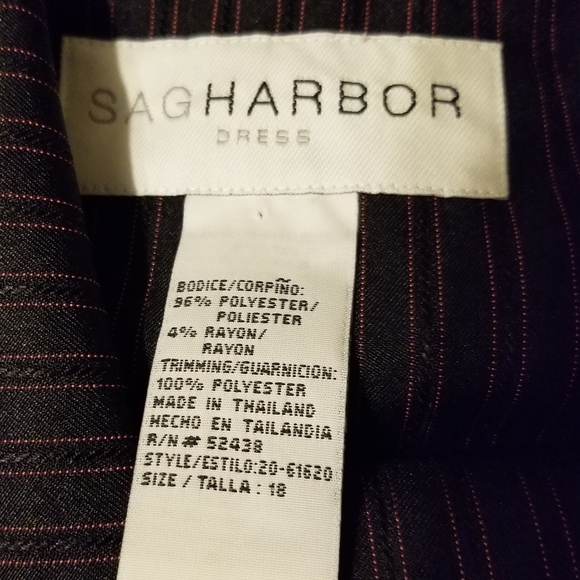 SAGHARBOR
DRESS
BODICE/CORPIÑO:
96% POLYESTER/
POLIESTER
4% RAYON/
RAYON
TRIMMING/GUARNICION:
100% POLYESTER
MADE IN THAILAND
HECHO EN TAILANDIA
R/N# 52438
STYLE/ESTILO:20-61620
SIZE / TALLA : 18